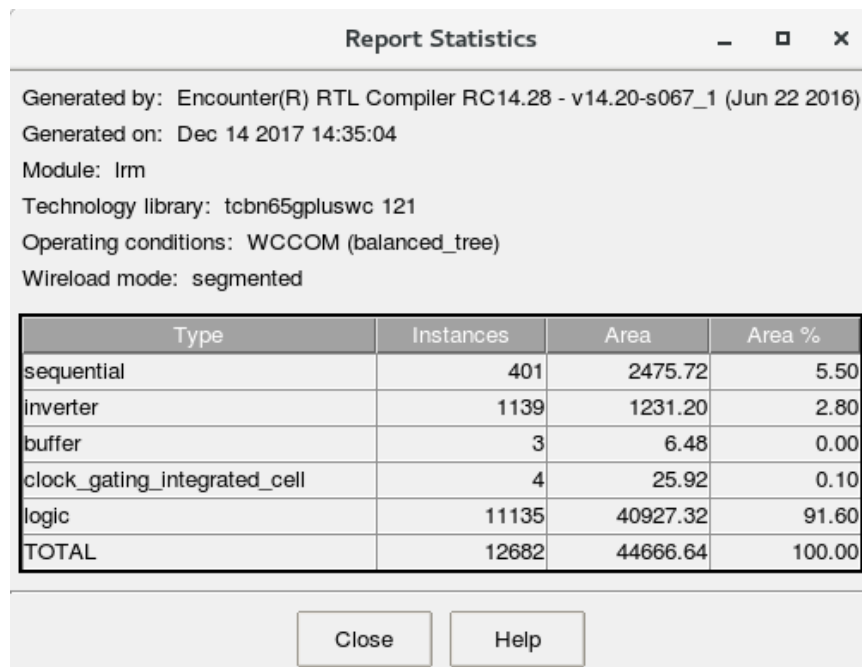 Report Statistics
Generated by: Encounter(R) RTL Compiler RC14.28 - v14.20-s067_1 (Jun 22 2016)
Generated on: Dec 14 2017 14:35:04
Module: lrm
Technology library: tcbn65gpluswc 121
Operating conditions: WCCOM (balanced_tree)
Wireload mode: segmented
Type Instances Area Area %
sequential 401 2475.72 5.50
inverter 1139 1231.20 2.80
buffer 3 6.48 0.00
clock_gating_integrated_cell 4 25.92 0.10
logic 11135 40927.32 91.60
TOTAL 12682 44666.64 100.00
Close Help